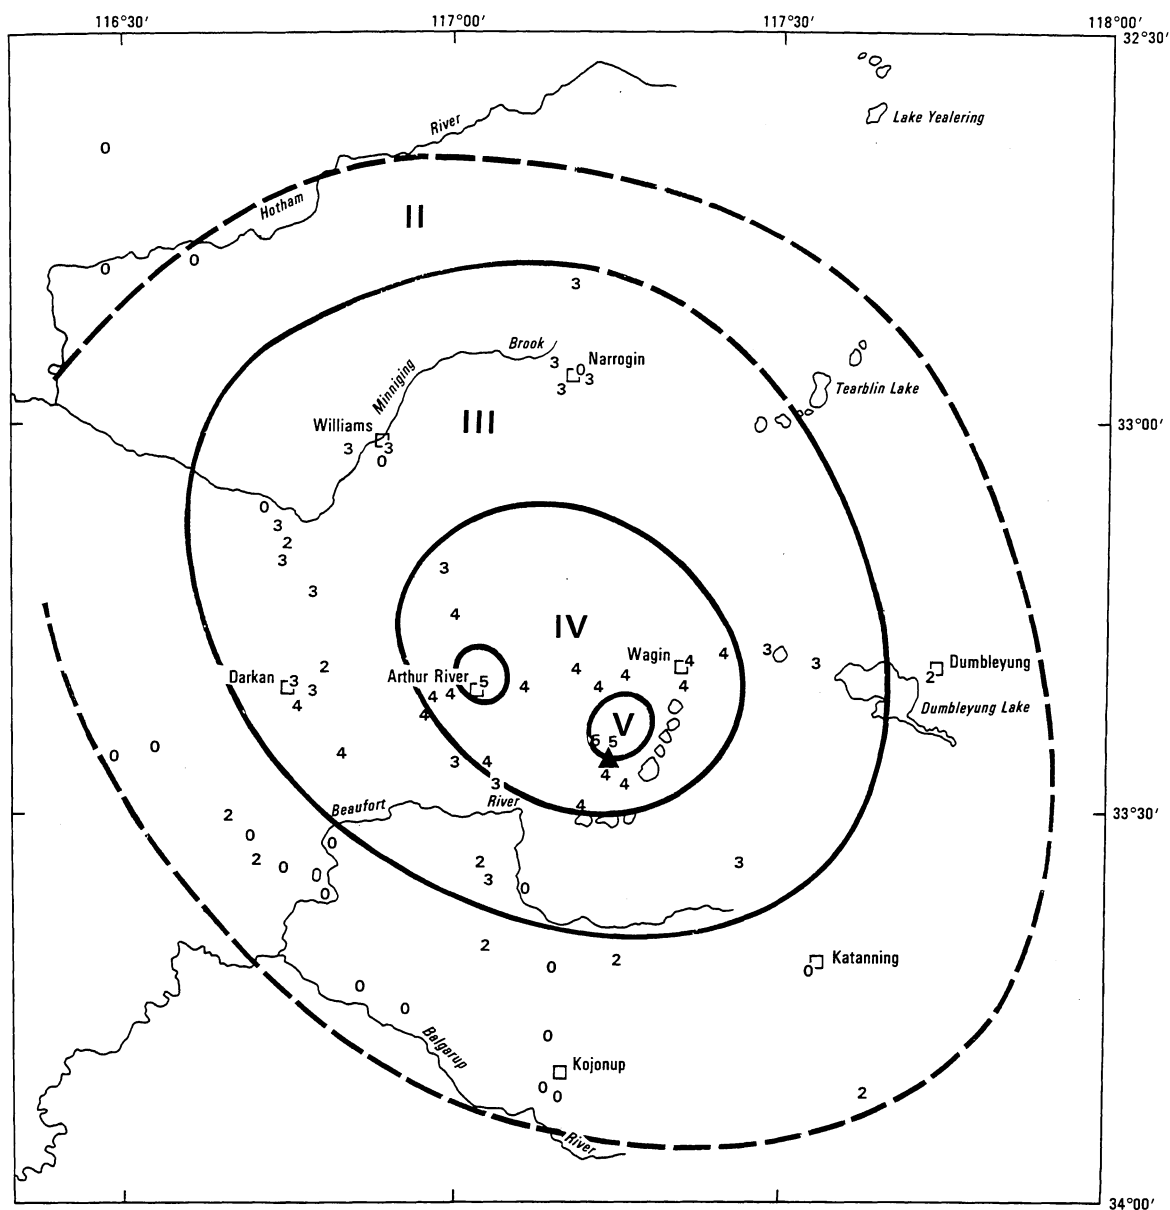 116°30′ 117°00′ 117°30′ 118°00′
32°30′
Lake Yealering
River
0
Hotham
II
0 0
3
Brook
3 0 Narrogin
3 3
Tearblin Lake
Minniging
III
Williams
33°00′
3 3
0
0
3
2
3
3
3
4
IV
Wagin
4 3
4 3
Dumbleyung
2
2
4 4
Darkan 3 3
Arthur River 5
4 4 4
4
4
4
4
Dumbleyung Lake
V
5 5
0 0
4
3 4
3
4 4
4
Beaufort River
33°30′
2
0 0
2 0 0
0
2
3 0
3
2
0 2
0 Katanning
0
0
Balgarup
0
Kojonup
0
0
2
River
34°00′